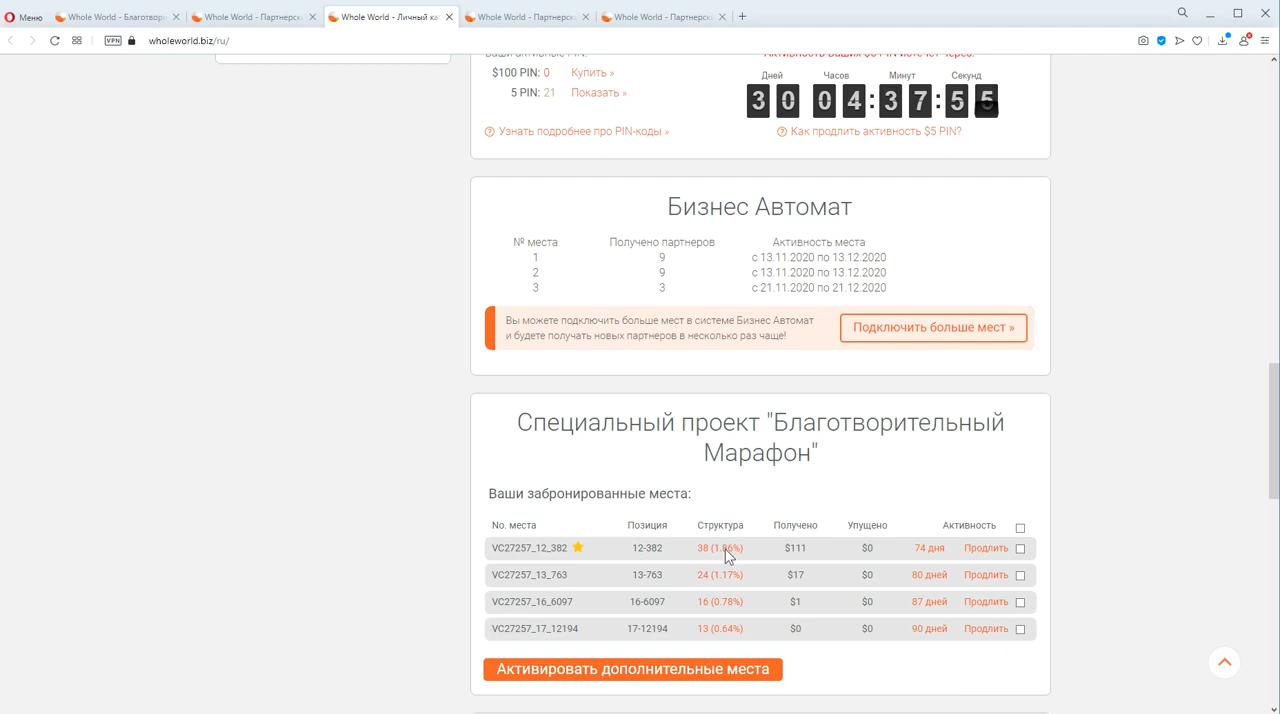 Меню
Whole World - Благотвори
Whole World - Партнерск
Whole World - Личный ка
Whole World - Партнерск
Whole World - Партнерск
VPN
wholeworld.biz/ru/
Ваши активные PIN:
$100 PIN: 0 Купить »
5 PIN: 21 Показать »
Узнать подробнее про PIN-коды »
Дней Часов Минут Секунд
30 04:37:55
Как продлить активность $5 PIN?
Бизнес Автомат
№ места Получено партнеров Активность места
1 9 с 13.11.2020 по 13.12.2020
2 9 с 13.11.2020 по 13.12.2020
3 3 с 21.11.2020 по 21.12.2020
Вы можете подключить больше мест в системе Бизнес Автомат
и будете получать новых партнеров в несколько раз чаще!
Подключить больше мест »
Специальный проект "Благотворительный
Марафон"
Ваши забронированные места:
No. места Позиция Структура Получено Упущено Активность
VC27257_12_382 12-382 38 (1.86%) $111 $0 74 дня Продлить
VC27257_13_763 13-763 24 (1.17%) $17 $0 80 дней Продлить
VC27257_16_6097 16-6097 16 (0.78%) $1 $0 87 дней Продлить
VC27257_17_12194 17-12194 13 (0.64%) $0 $0 90 дней Продлить
Активировать дополнительные места